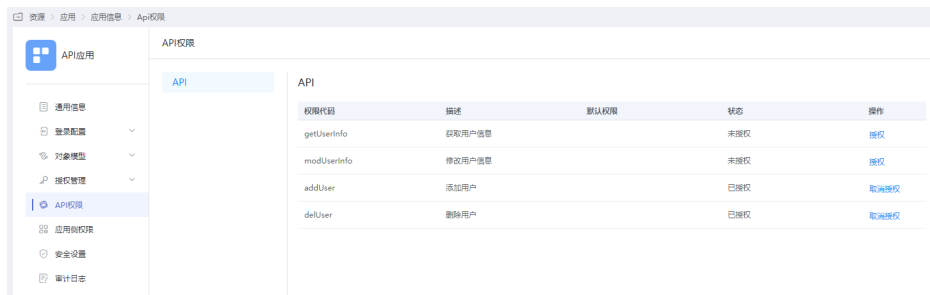 资源 > 应用 > 应用信息 > Api权限
API应用
通用信息
登录配置
对象模型
授权管理
API权限
应用侧权限
安全设置
审计日志
API权限
API
API
权限代码 描述 默认权限 状态 操作
getUserInfo 获取用户信息 未授权 授权
modUserInfo 修改用户信息 未授权 授权
addUser 添加用户 已授权 取消授权
delUser 删除用户 已授权 取消授权